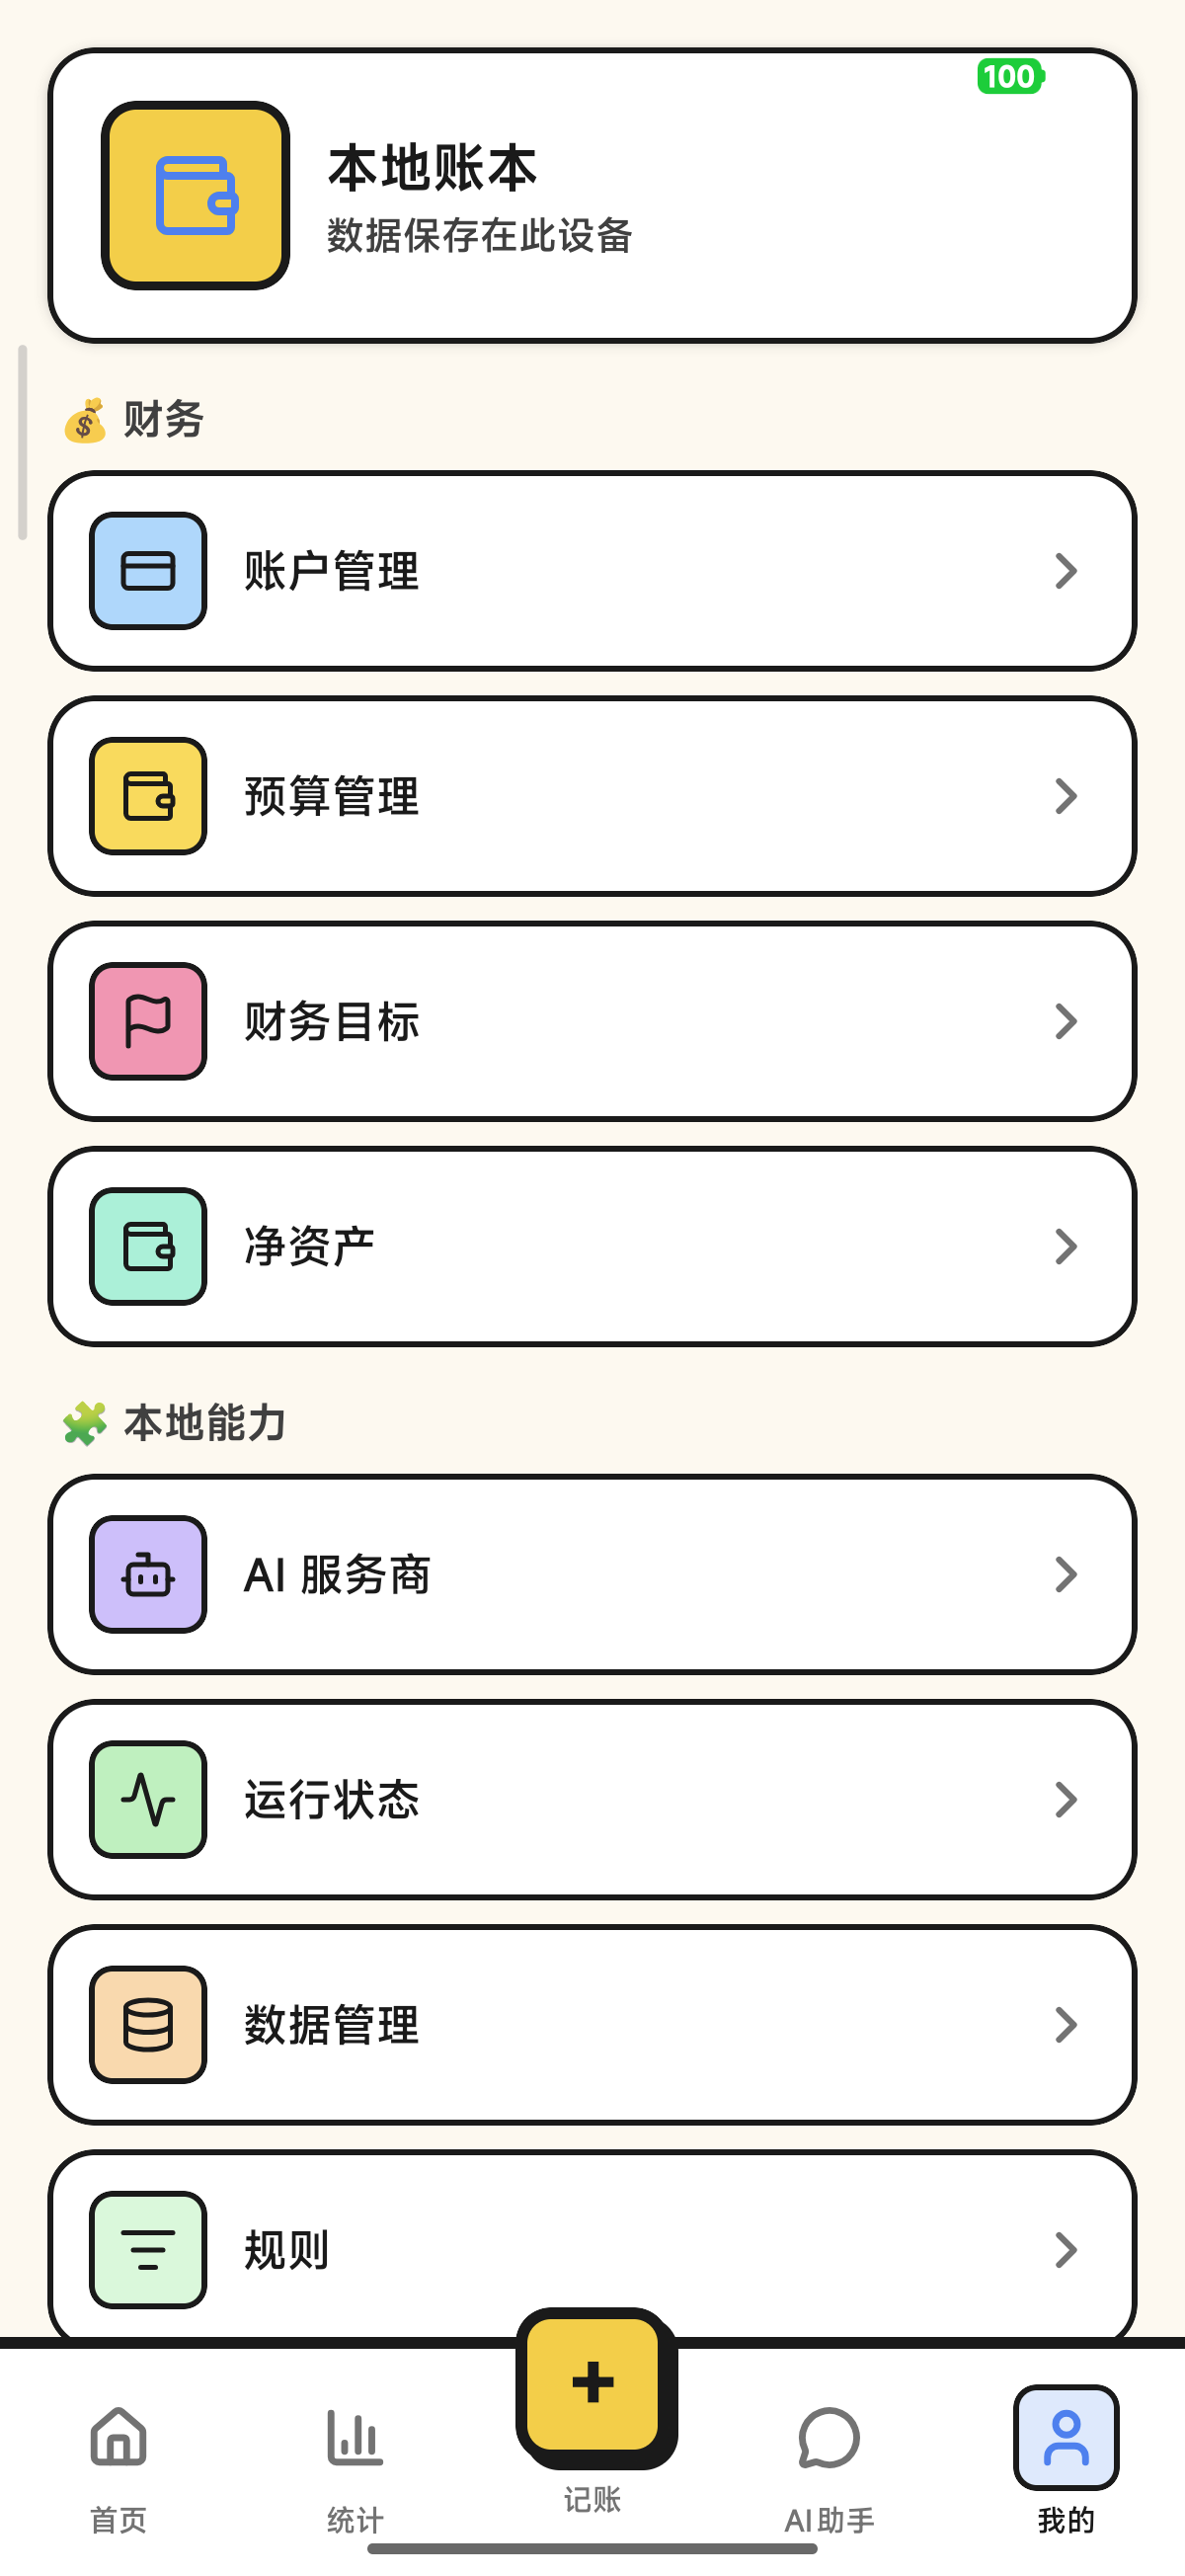 100
本地账本
数据保存在此设备
💰 财务
账户管理
预算管理
财务目标
净资产
🧩 本地能力
AI 服务商
运行状态
数据管理
规则
首页
统计
记账
AI助手
我的